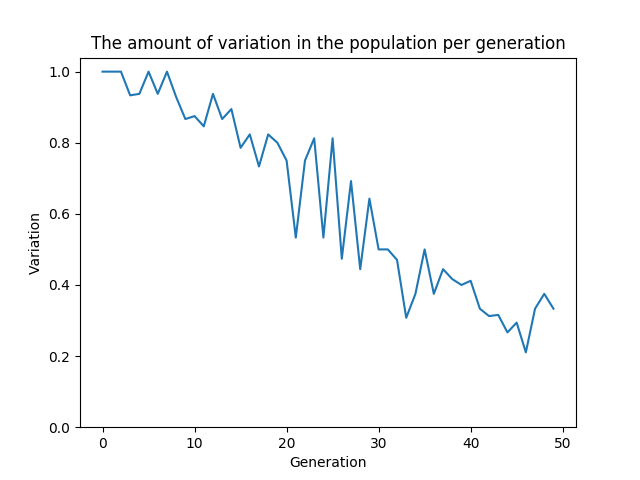 The amount of variation in the population per generation
1.0
0.8
0.6
0.4
0.2
0.0
Variation
0 10 20 30 40 50
Generation